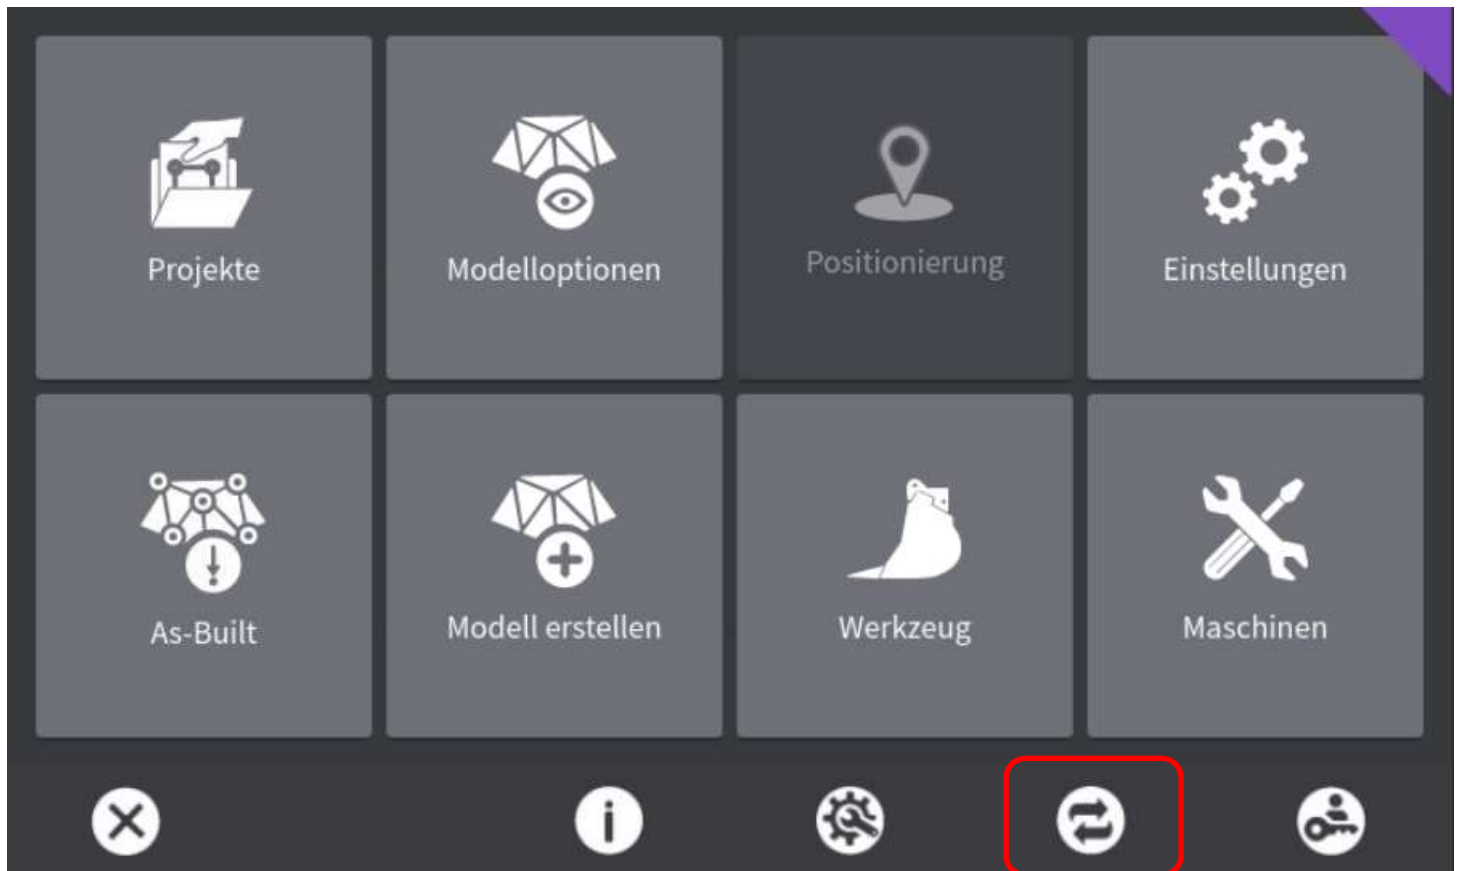 Projekte
Modelloptionen
Positionierung
Einstellungen
As-Built
Modell erstellen
Werkzeug
Maschinen